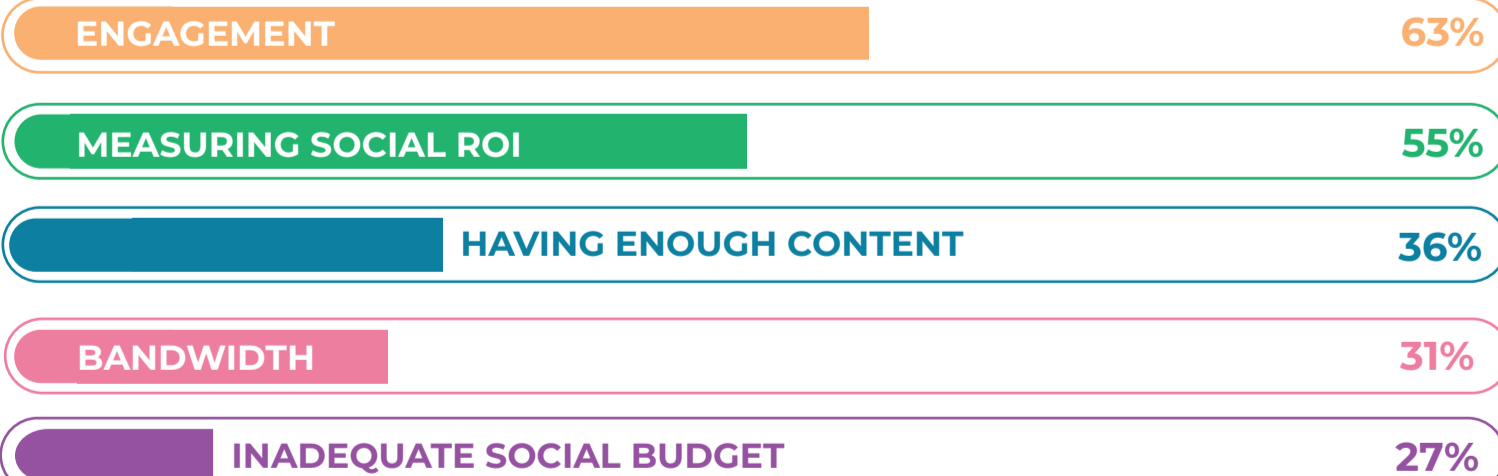 ENGAGEMENT 63%
MEASURING SOCIAL ROI 55%
HAVING ENOUGH CONTENT 36%
BANDWIDTH 31%
INADEQUATE SOCIAL BUDGET 27%